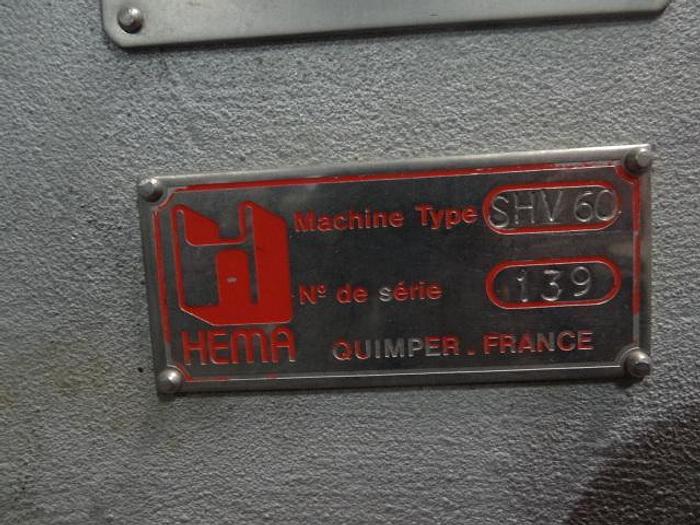 Machine Type SHV 60
N° de série 139
HEMA QUIMPER. FRANCE